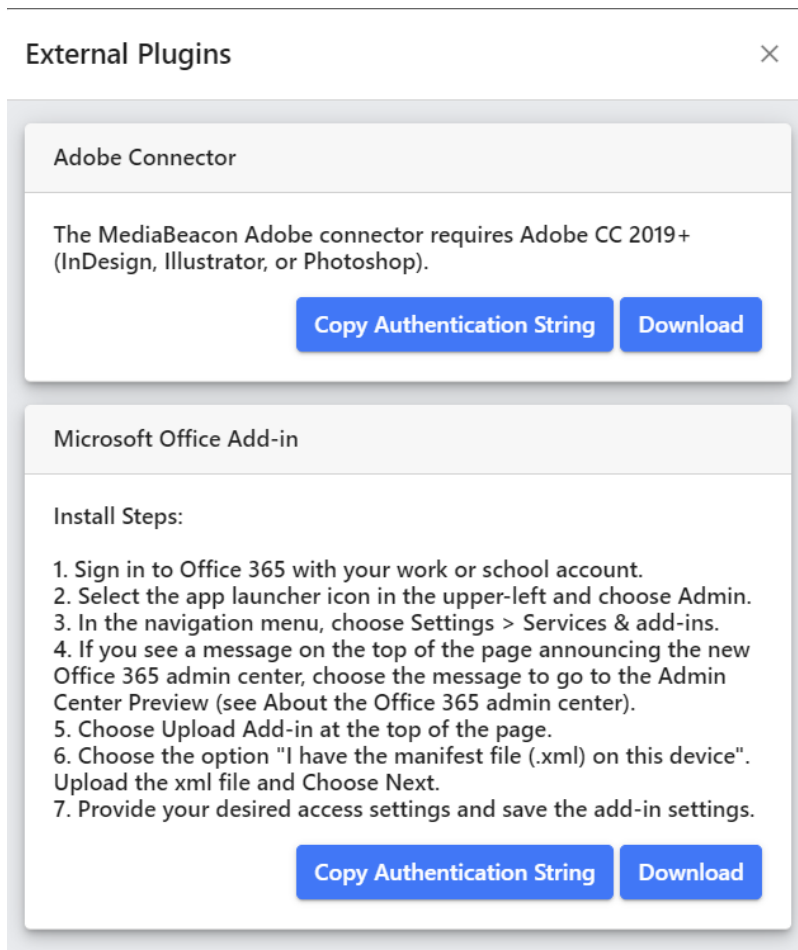 External Plugins
Adobe Connector
The MediaBeacon Adobe connector requires Adobe CC 2019+
(InDesign, Illustrator, or Photoshop).
Copy Authentication String Download
Microsoft Office Add-in
Install Steps:
1. Sign in to Office 365 with your work or school account.
2. Select the app launcher icon in the upper-left and choose Admin.
3. In the navigation menu, choose Settings > Services & add-ins.
4. If you see a message on the top of the page announcing the new
Office 365 admin center, choose the message to go to the Admin
Center Preview (see About the Office 365 admin center).
5. Choose Upload Add-in at the top of the page.
6. Choose the option "I have the manifest file (.xml) on this device".
Upload the xml file and Choose Next.
7. Provide your desired access settings and save the add-in settings.
Copy Authentication String Download